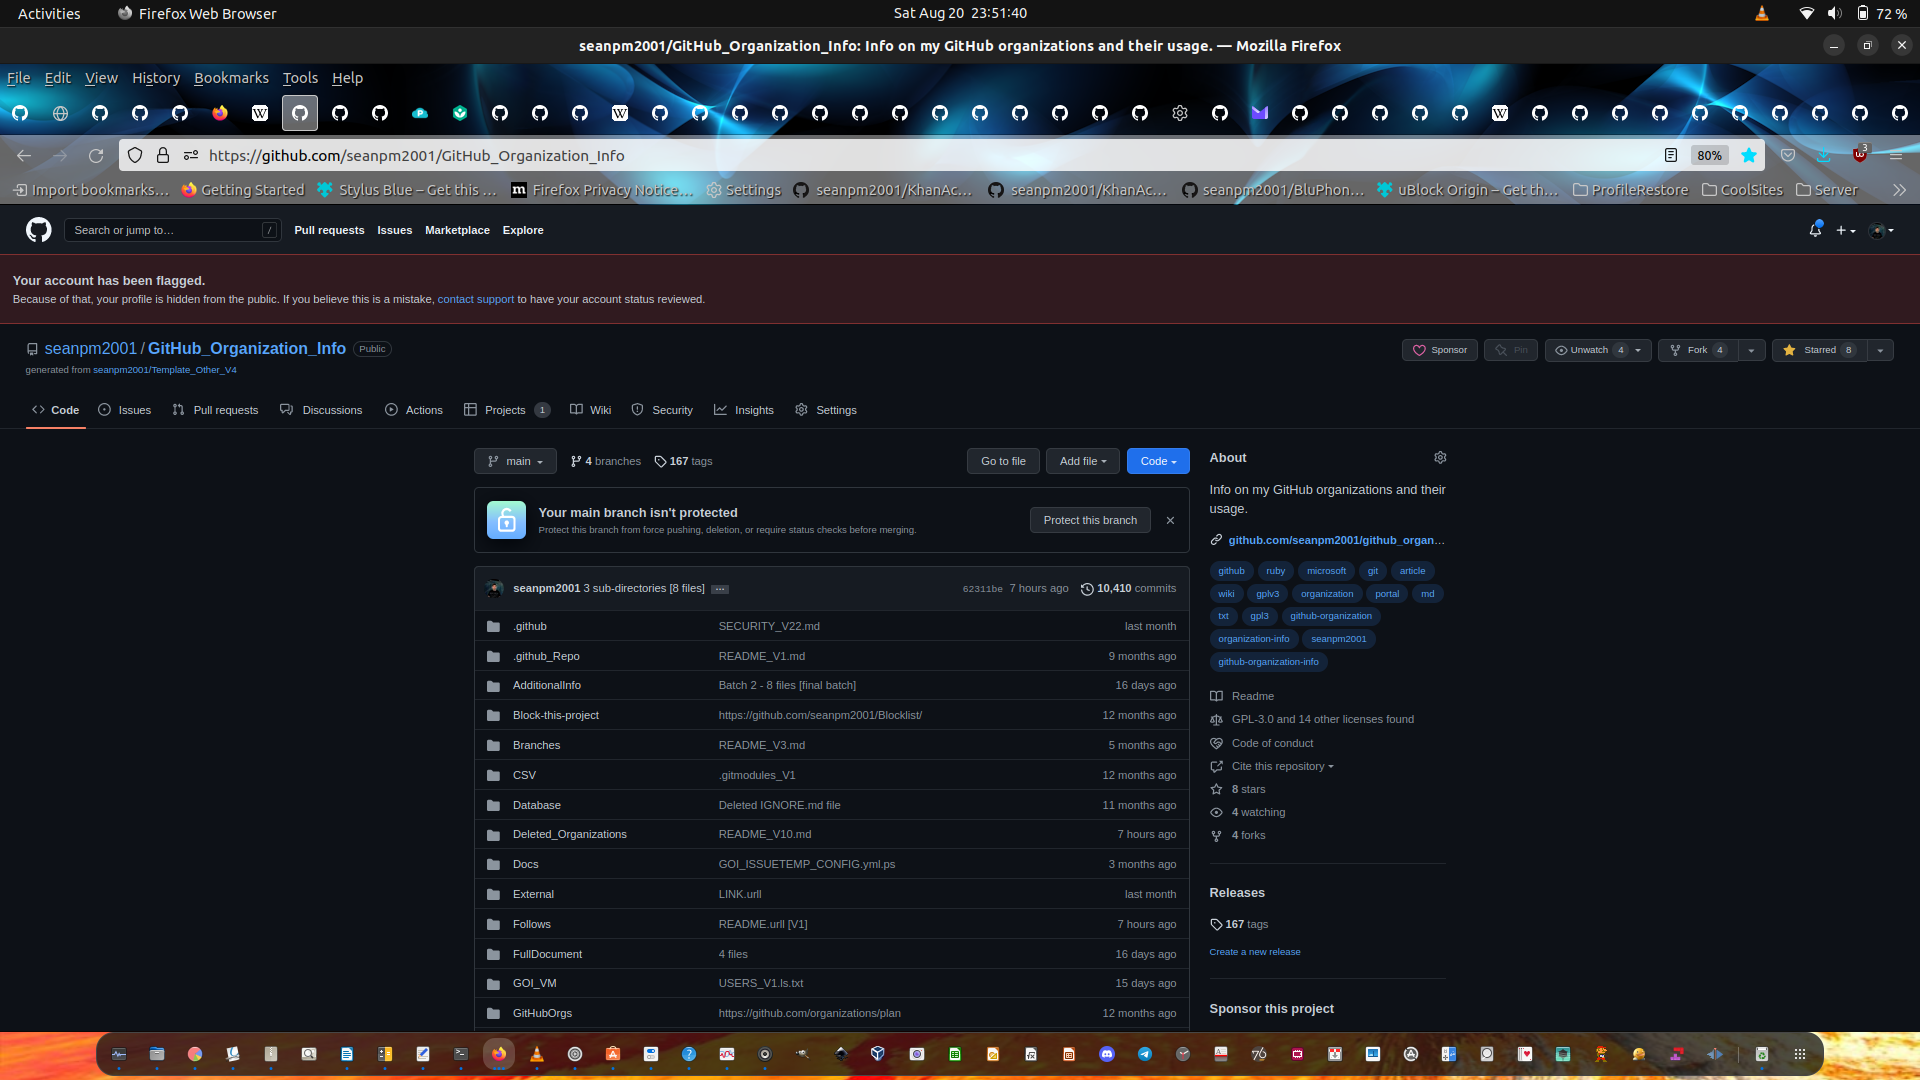 Activities
Firefox Web Browser
Sat Aug 20 23:51:40
72 %
seanpm2001/GitHub_Organization_Info: Info on my GitHub organizations and their usage. — Mozilla Firefox
File Edit View History Bookmarks Tools Help
https://github.com/seanpm2001/GitHub_Organization_Info
80%
3
Import bookmarks… Getting Started Stylus Blue – Get this … Firefox Privacy Notice… Settings seanpm2001/KhanAc… seanpm2001/KhanAc… seanpm2001/BluPhon… uBlock Origin – Get th… ProfileRestore CoolSites Server
Search or jump to… /
Pull requests Issues Marketplace Explore
Your account has been flagged.
Because of that, your profile is hidden from the public. If you believe this is a mistake, contact support to have your account status reviewed.
seanpm2001 / GitHub_Organization_Info Public
Sponsor Pin Unwatch 4 Fork 4 Starred 8
generated from seanpm2001/Template_Other_V4
Code Issues Pull requests Discussions Actions Projects 1 Wiki Security Insights Settings
main 4 branches 167 tags
Go to file Add file Code
Your main branch isn't protected
Protect this branch from force pushing, deletion, or require status checks before merging.
Protect this branch
seanpm2001 3 sub-directories [8 files] … 62311be 7 hours ago 10,410 commits
.github SECURITY_V22.md last month
.github_Repo README_V1.md 9 months ago
AdditionalInfo Batch 2 - 8 files [final batch] 16 days ago
Block-this-project https://github.com/seanpm2001/Blocklist/ 12 months ago
Branches README_V3.md 5 months ago
CSV .gitmodules_V1 12 months ago
Database Deleted IGNORE.md file 11 months ago
Deleted_Organizations README_V10.md 7 hours ago
Docs GOI_ISSUETEMP_CONFIG.yml.ps 3 months ago
External LINK.urll last month
Follows README.urll [V1] 7 hours ago
FullDocument 4 files 16 days ago
GOI_VM USERS_V1.ls.txt 15 days ago
GitHubOrgs https://github.com/organizations/plan 12 months ago
About
Info on my GitHub organizations and their
usage.
github.com/seanpm2001/github_organ…
github ruby microsoft git article
wiki gplv3 organization portal md
txt gpl3 github-organization
organization-info seanpm2001
github-organization-info
Readme
GPL-3.0 and 14 other licenses found
Code of conduct
Cite this repository
8 stars
4 watching
4 forks
Releases
167 tags
Create a new release
Sponsor this project